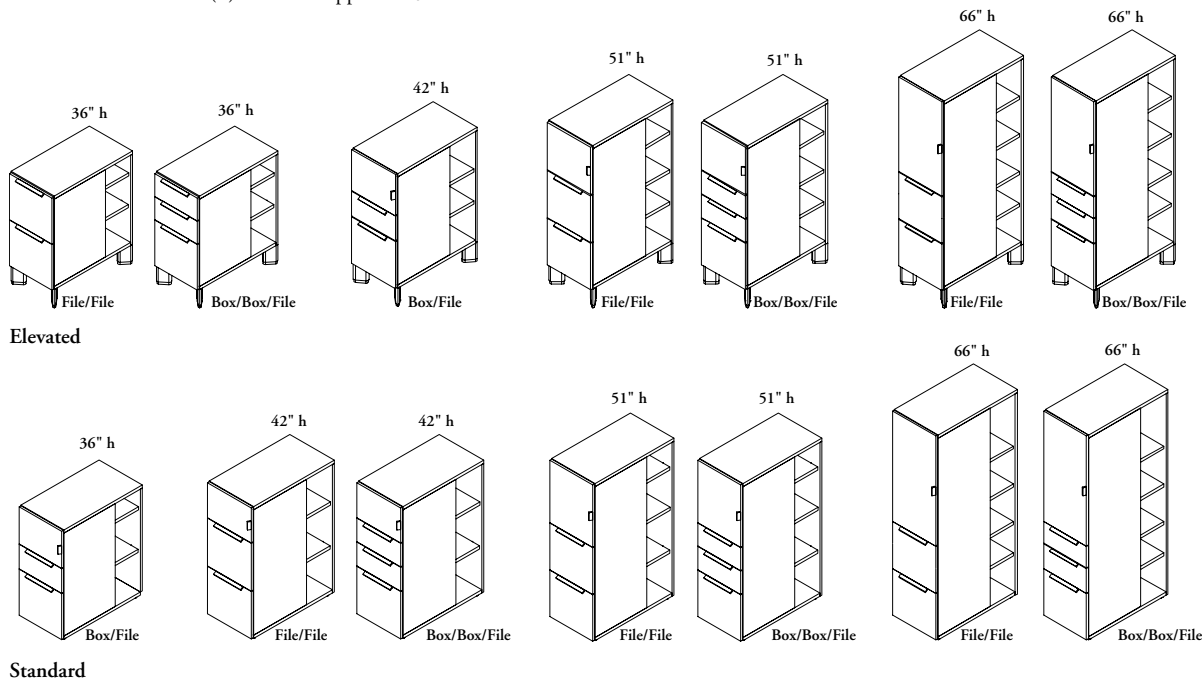 66" h 66" h
51" h 51" h
42" h
36" h 36" h
File/File Box/Box/File Box/File File/File Box/Box/File File/File Box/Box/File
Elevated
66" h 66" h
51" h 51" h
42" h 42" h
36" h
Box/File File/File Box/Box/File File/File Box/Box/File File/File Box/Box/File
Standard